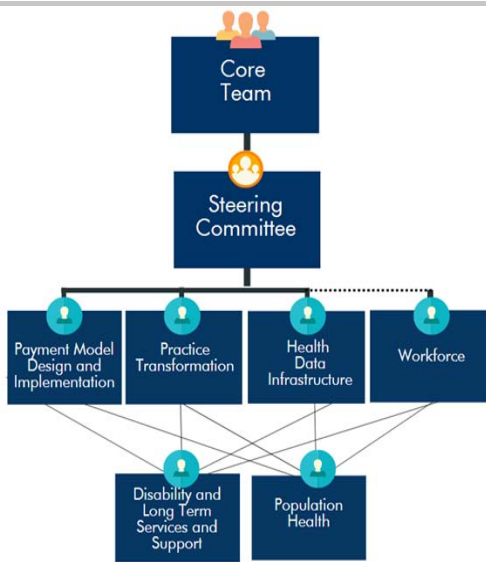 Core
Team
Steering
Committee
Payment Model
Design and
Implementation
Practice
Transformation
Health
Data
Infrastructure
Workforce
Disability and
Long Term
Services and
Support
Population
Health